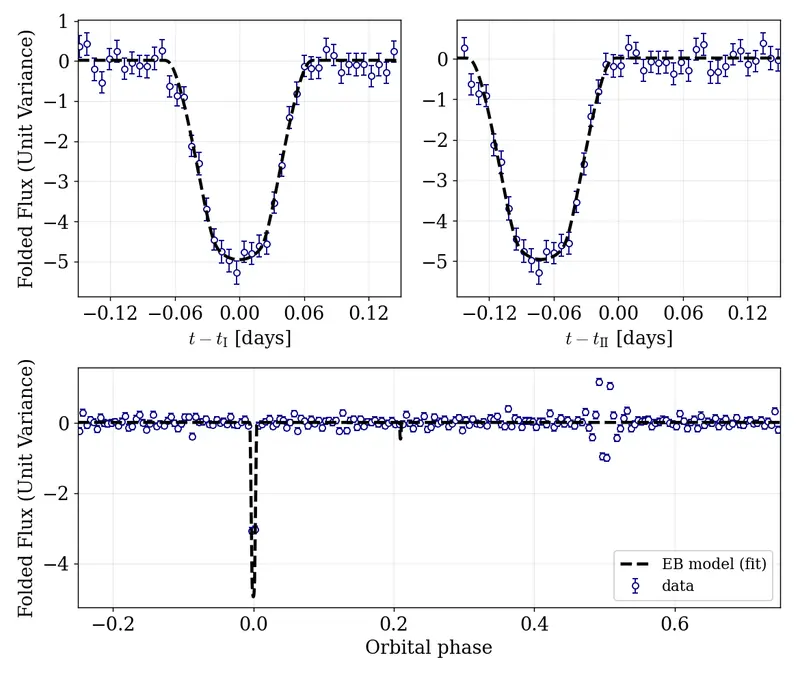 Folded Flux (Unit Variance)
1
0
−1
−2
−3
−4
−5
−0.12 −0.06 0.00 0.06 0.12
t − t_I [days]
0
−1
−2
−3
−4
−5
−0.12 −0.06 0.00 0.06 0.12
t − t_II [days]
Folded Flux (Unit Variance)
0
−2
−4
EB model (fit)
data
−0.2 0.0 0.2 0.4 0.6
Orbital phase